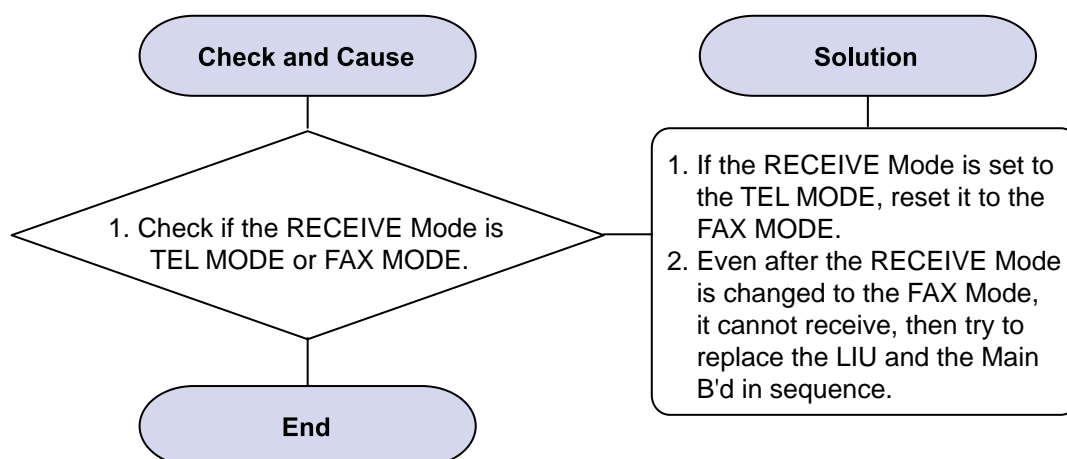 Check and Cause
1. Check if the RECEIVE Mode is
TEL MODE or FAX MODE.
End
Solution
1. If the RECEIVE Mode is set to
the TEL MODE, reset it to the
FAX MODE.
2. Even after the RECEIVE Mode
is changed to the FAX Mode,
it cannot receive, then try to
replace the LIU and the Main
B'd in sequence.